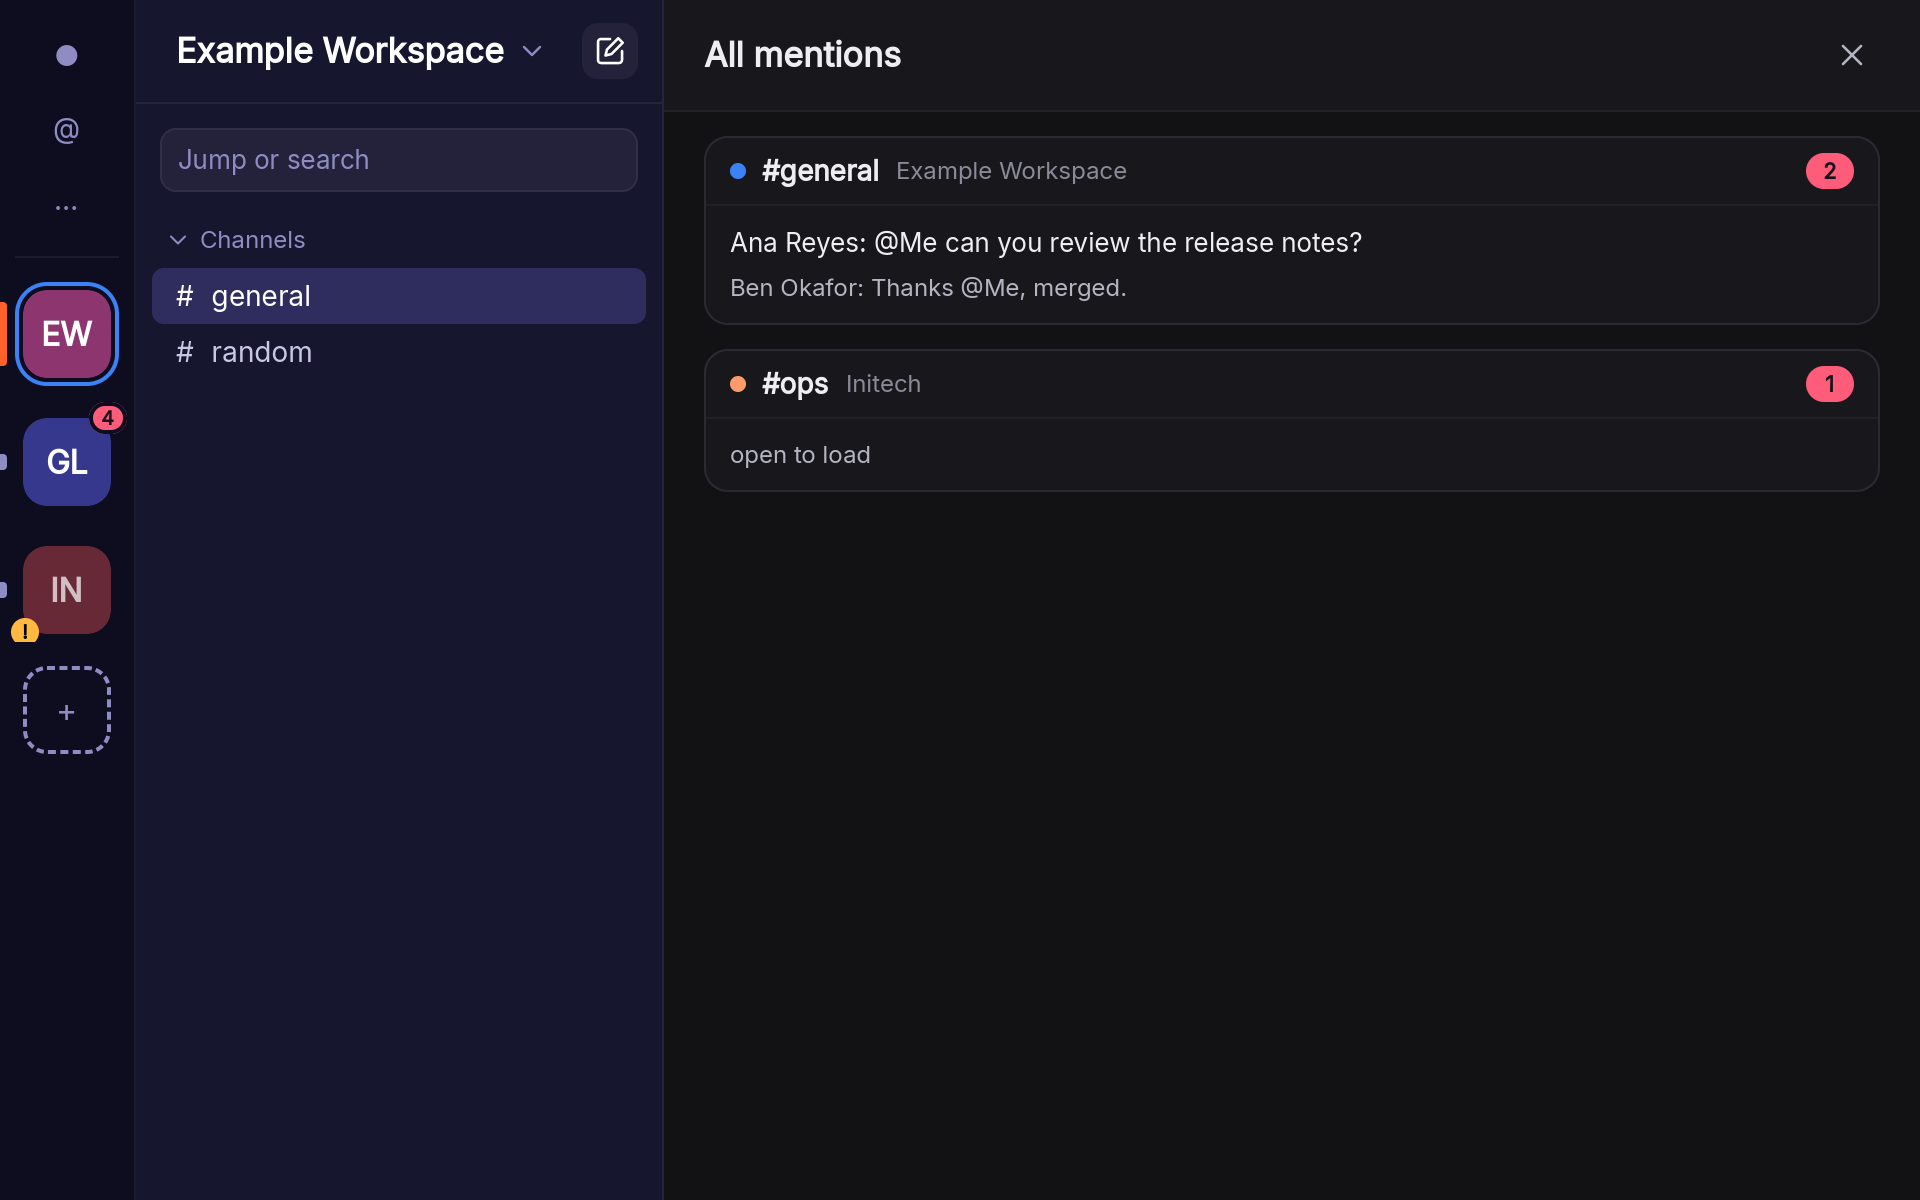 @
...
EW
4
GL
IN
!
+
Example Workspace
Jump or search
Channels
# general
# random
All mentions
#general Example Workspace 2
Ana Reyes: @Me can you review the release notes?
Ben Okafor: Thanks @Me, merged.
#ops Initech 1
open to load